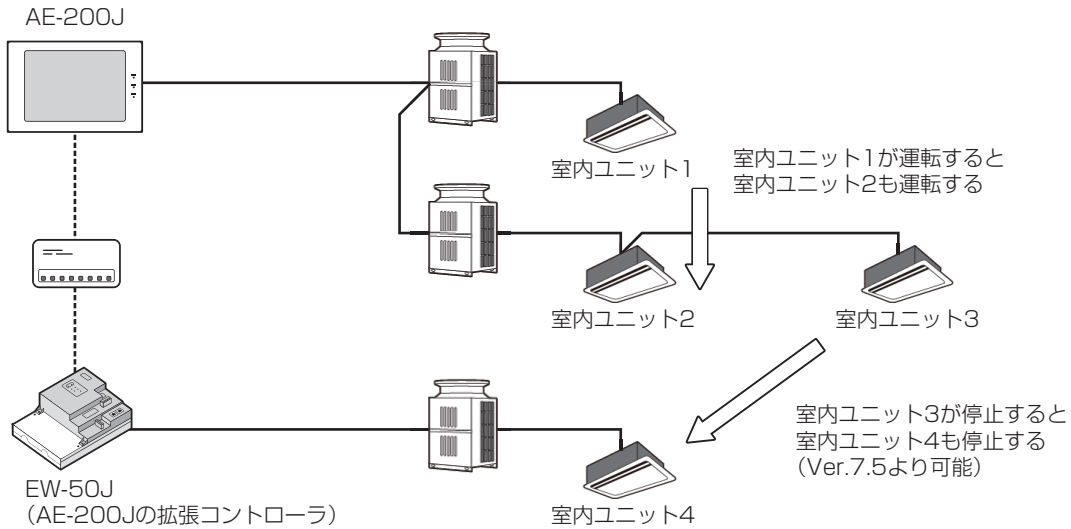 AE-200J
室内ユニット1
室内ユニット1が運転すると
室内ユニット2も運転する
室内ユニット2
室内ユニット3
室内ユニット3が停止すると
室内ユニット4も停止する
（Ver.7.5より可能）
EW-50J
（AE-200Jの拡張コントローラ）
室内ユニット4